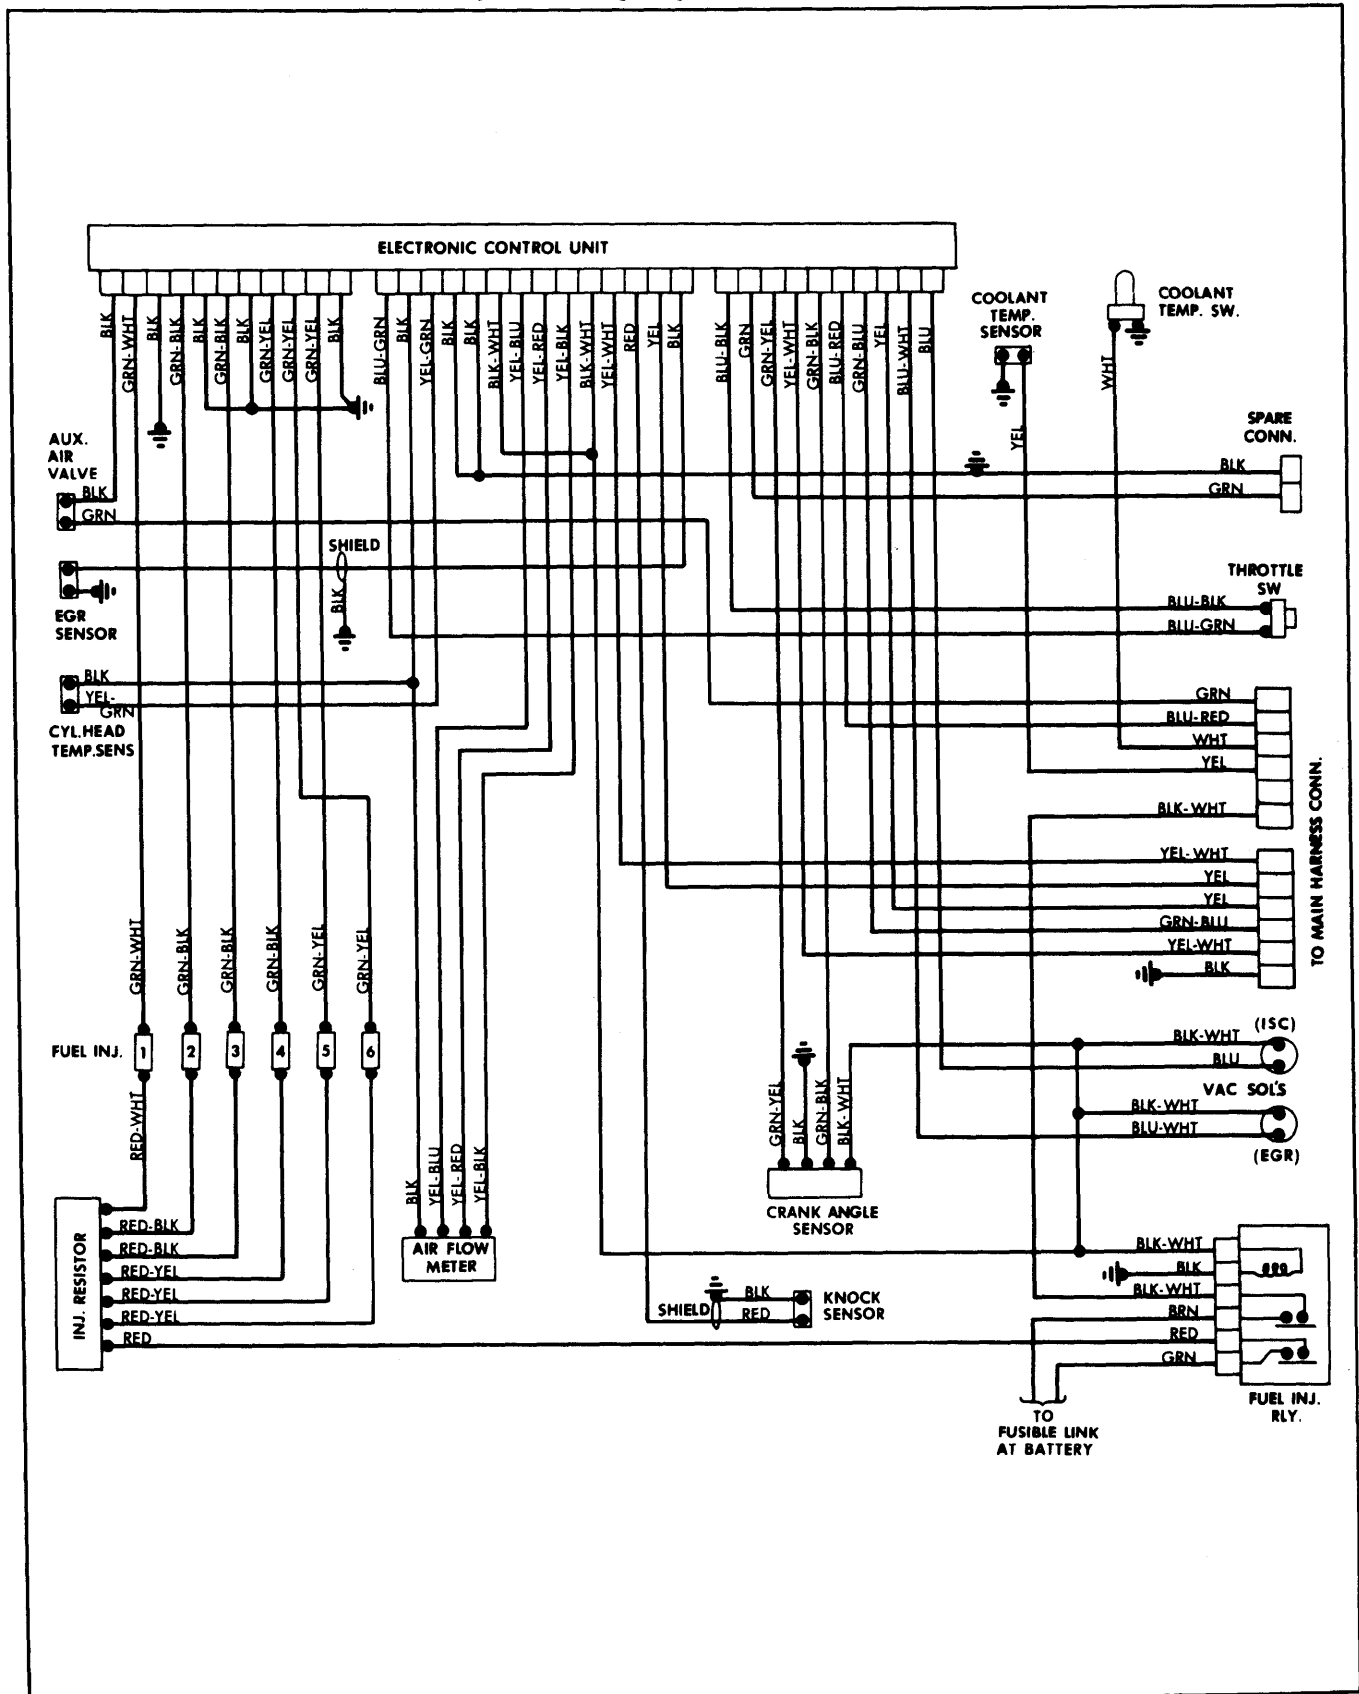 ELECTRONIC CONTROL UNIT
BLK
GRN-WHT
BLK
GRN-BLK
BLK
GRN-BLK
BLK
GRN-YEL
GRN-YEL
GRN-YEL
BLK
BLU-GRN
BLK
YEL-GRN
BLK
BLK
BLK-WHT
YEL-BLU
YEL-RED
YEL-BLK
BLK-WHT
YEL-WHT
RED
YEL
BLK
BLU-BLK
GRN
GRN-YEL
YEL-WHT
GRN-BLK
BLU-RED
GRN-BLU
YEL
BLU-WHT
BLU
COOLANT
TEMP.
SENSOR
YEL
COOLANT
TEMP. SW.
WHT
SPARE
CONN.
BLK
GRN
AUX.
AIR
VALVE
BLK
GRN
SHIELD
BLK
EGR
SENSOR
THROTTLE
SW
BLU-BLK
BLU-GRN
BLK
YEL-
GRN
CYL.HEAD
TEMP.SENS
GRN
BLU-RED
WHT
YEL
BLK-WHT
YEL-WHT
YEL
YEL
GRN-BLU
YEL-WHT
BLK
TO MAIN HARNESS CONN.
GRN-WHT
GRN-BLK
GRN-BLK
GRN-BLK
GRN-YEL
GRN-YEL
FUEL INJ.
1
2
3
4
5
6
RED-WHT
(ISC)
BLK-WHT
BLU
VAC SOL'S
BLK-WHT
BLU-WHT
(EGR)
GRN-YEL
BLK
GRN-BLK
BLK-WHT
CRANK ANGLE
SENSOR
BLK
YEL-BLU
YEL-RED
YEL-BLK
AIR FLOW
METER
INJ. RESISTOR
RED-BLK
RED-BLK
RED-YEL
RED-YEL
RED-YEL
RED
SHIELD
BLK
RED
KNOCK
SENSOR
BLK-WHT
BLK
BLK-WHT
BRN
RED
GRN
FUEL INJ.
RLY.
TO
FUSIBLE LINK
AT BATTERY